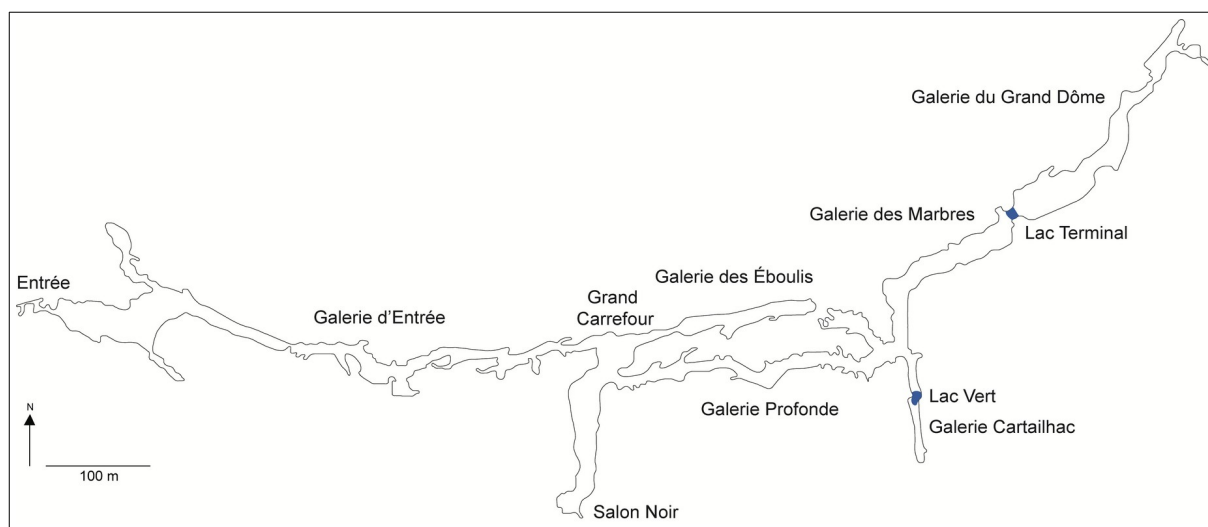 Galerie du Grand Dôme
Galerie des Marbres
Lac Terminal
Entrée
Galerie des Éboulis
Grand
Carrefour
Galerie d'Entrée
Lac Vert
Galerie Profonde
Galerie Cartailhac
N
100 m
Salon Noir